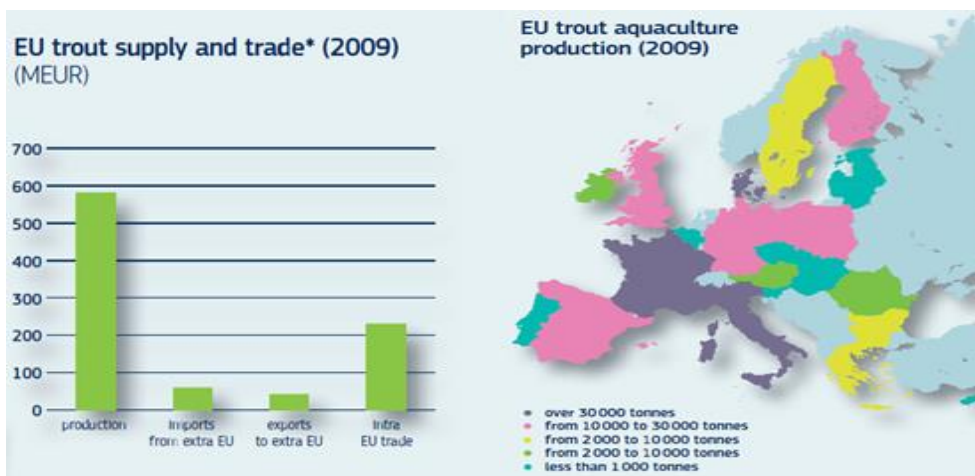 EU trout supply and trade* (2009)
(MEUR)
700
600
500
400
300
200
100
0
production
imports
from extra EU
exports
to extra EU
Intra
EU trade
EU trout aquaculture
production (2009)
over 30 000 tonnes
from 10 000 to 30 000 tonnes
from 2 000 to 10 000 tonnes
from 2 000 to 10 000 tonnes
less than 1 000 tonnes